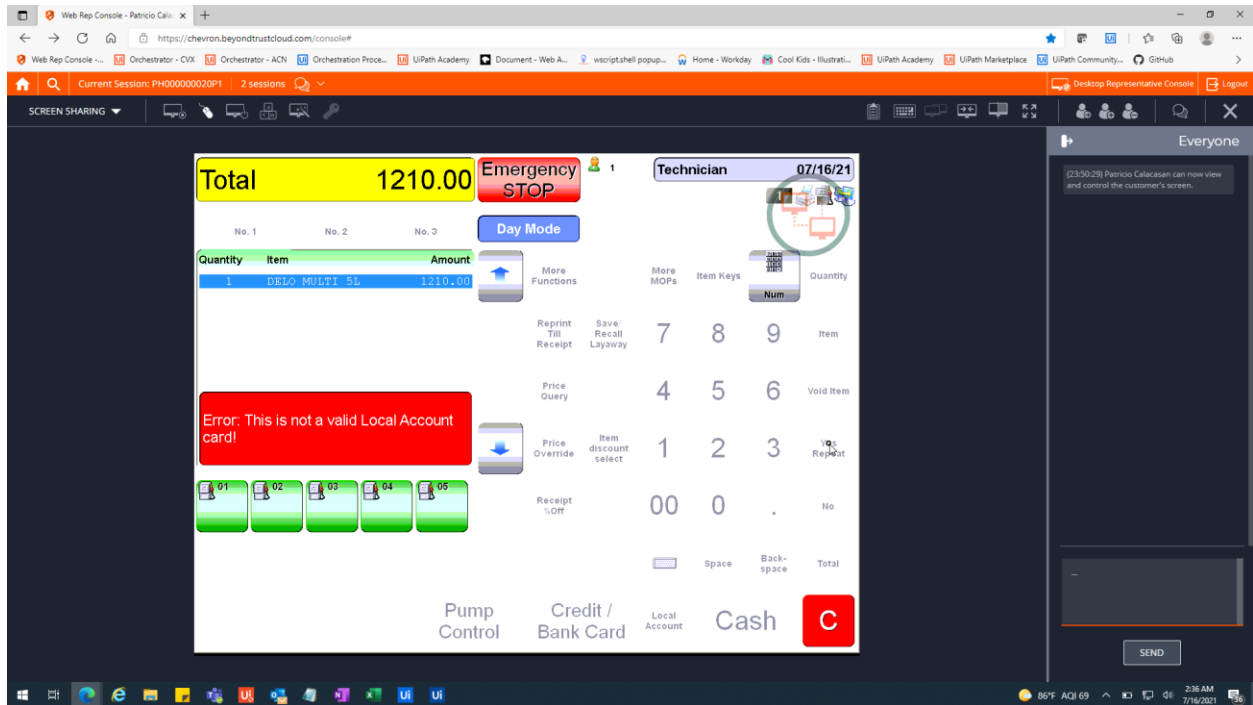 Web Rep Console - Patricio Cala
https://chevron.beyondtrustcloud.com/console#
Web Rep Console -...
Orchestrator - CVX
Orchestrator - ACN
Orchestration Proce...
UiPath Academy
Document - Web A...
wscript.shell popup...
Home - Workday
Cool Kids - Illustrati...
UiPath Academy
UiPath Marketplace
UiPath Community...
GitHub
Current Session: PH000000020P1
2 sessions
Desktop Representative Console
Logout
SCREEN SHARING
Everyone
(23:50:29) Patricio Calacasan can now view
and control the customer's screen.
Total 1210.00
Emergency
STOP
1
Technician 07/16/21
1
No. 1 No. 2 No. 3
Day Mode
Quantity Item Amount
1 DELO MULTI 5L 1210.00
More
Functions
More
MOPs
Item Keys
Num
Quantity
Reprint
Till
Receipt
Save/
Recall
Layaway
7 8 9
Item
Price
Query
4 5 6
Void Item
Error: This is not a valid Local Account
card!
Price
Override
Item
discount
select
1 2 3
Yes
Repeat
01 02 03 04 05
Receipt
%Off
00 0 .
No
Space
Back-
space
Total
Pump
Control
Credit /
Bank Card
Local
Account
Cash
C
SEND
86°F AQI 69
2:36 AM
7/16/2021